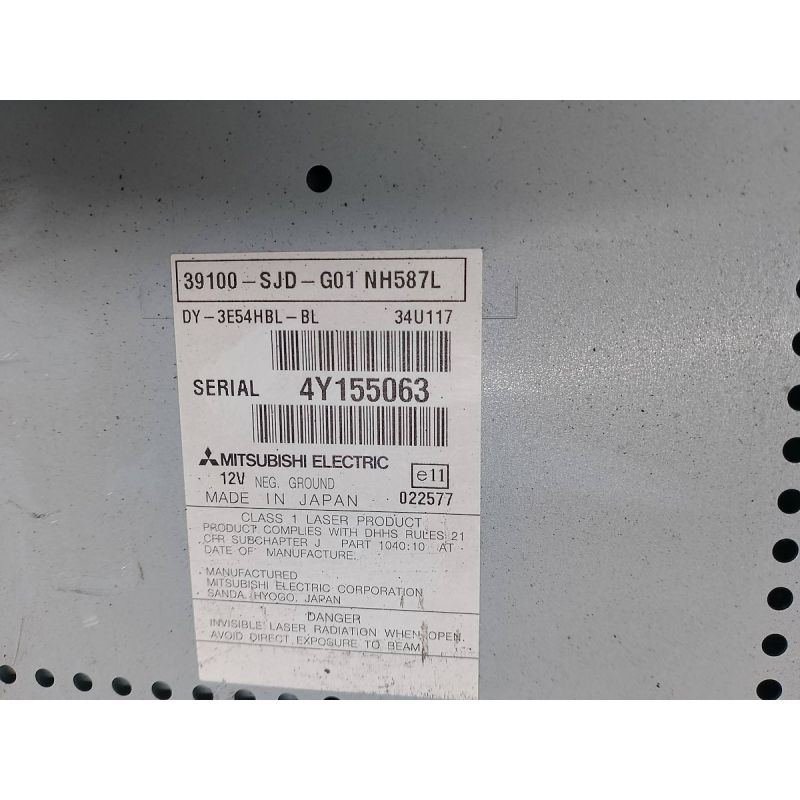 39100-SJD-G01 NH587L
DY-3E54HBL-BL 34U117
SERIAL 4Y155063
MITSUBISHI ELECTRIC
12V NEG. GROUND e11
MADE IN JAPAN 022577
CLASS 1 LASER PRODUCT
PRODUCT COMPLIES WITH DHHS RULES 21
CFR SUBCHAPTER J PART 1040:10 AT
DATE OF MANUFACTURE.
MANUFACTURED
MITSUBISHI ELECTRIC CORPORATION
SANDA, HYOGO, JAPAN
DANGER
INVISIBLE LASER RADIATION WHEN OPEN.
AVOID DIRECT EXPOSURE TO BEAM